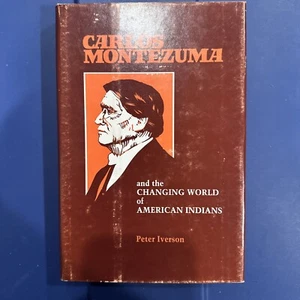 CARLOS
MONTEZUMA
and the
CHANGING WORLD
of
AMERICAN INDIANS
Peter Iverson